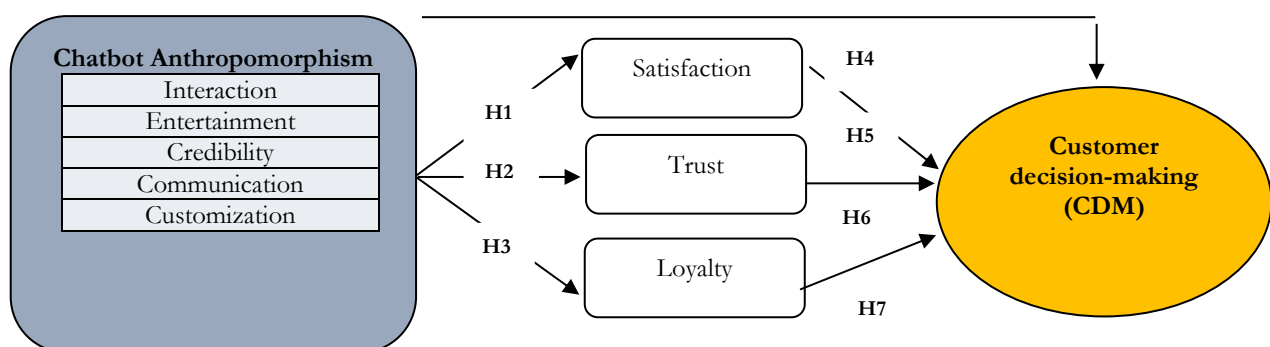 Chatbot Anthropomorphism
Interaction
Entertainment
Credibility
Communication
Customization
H1
H2
H3
Satisfaction
Trust
Loyalty
H4
H5
H6
H7
Customer
decision-making
(CDM)